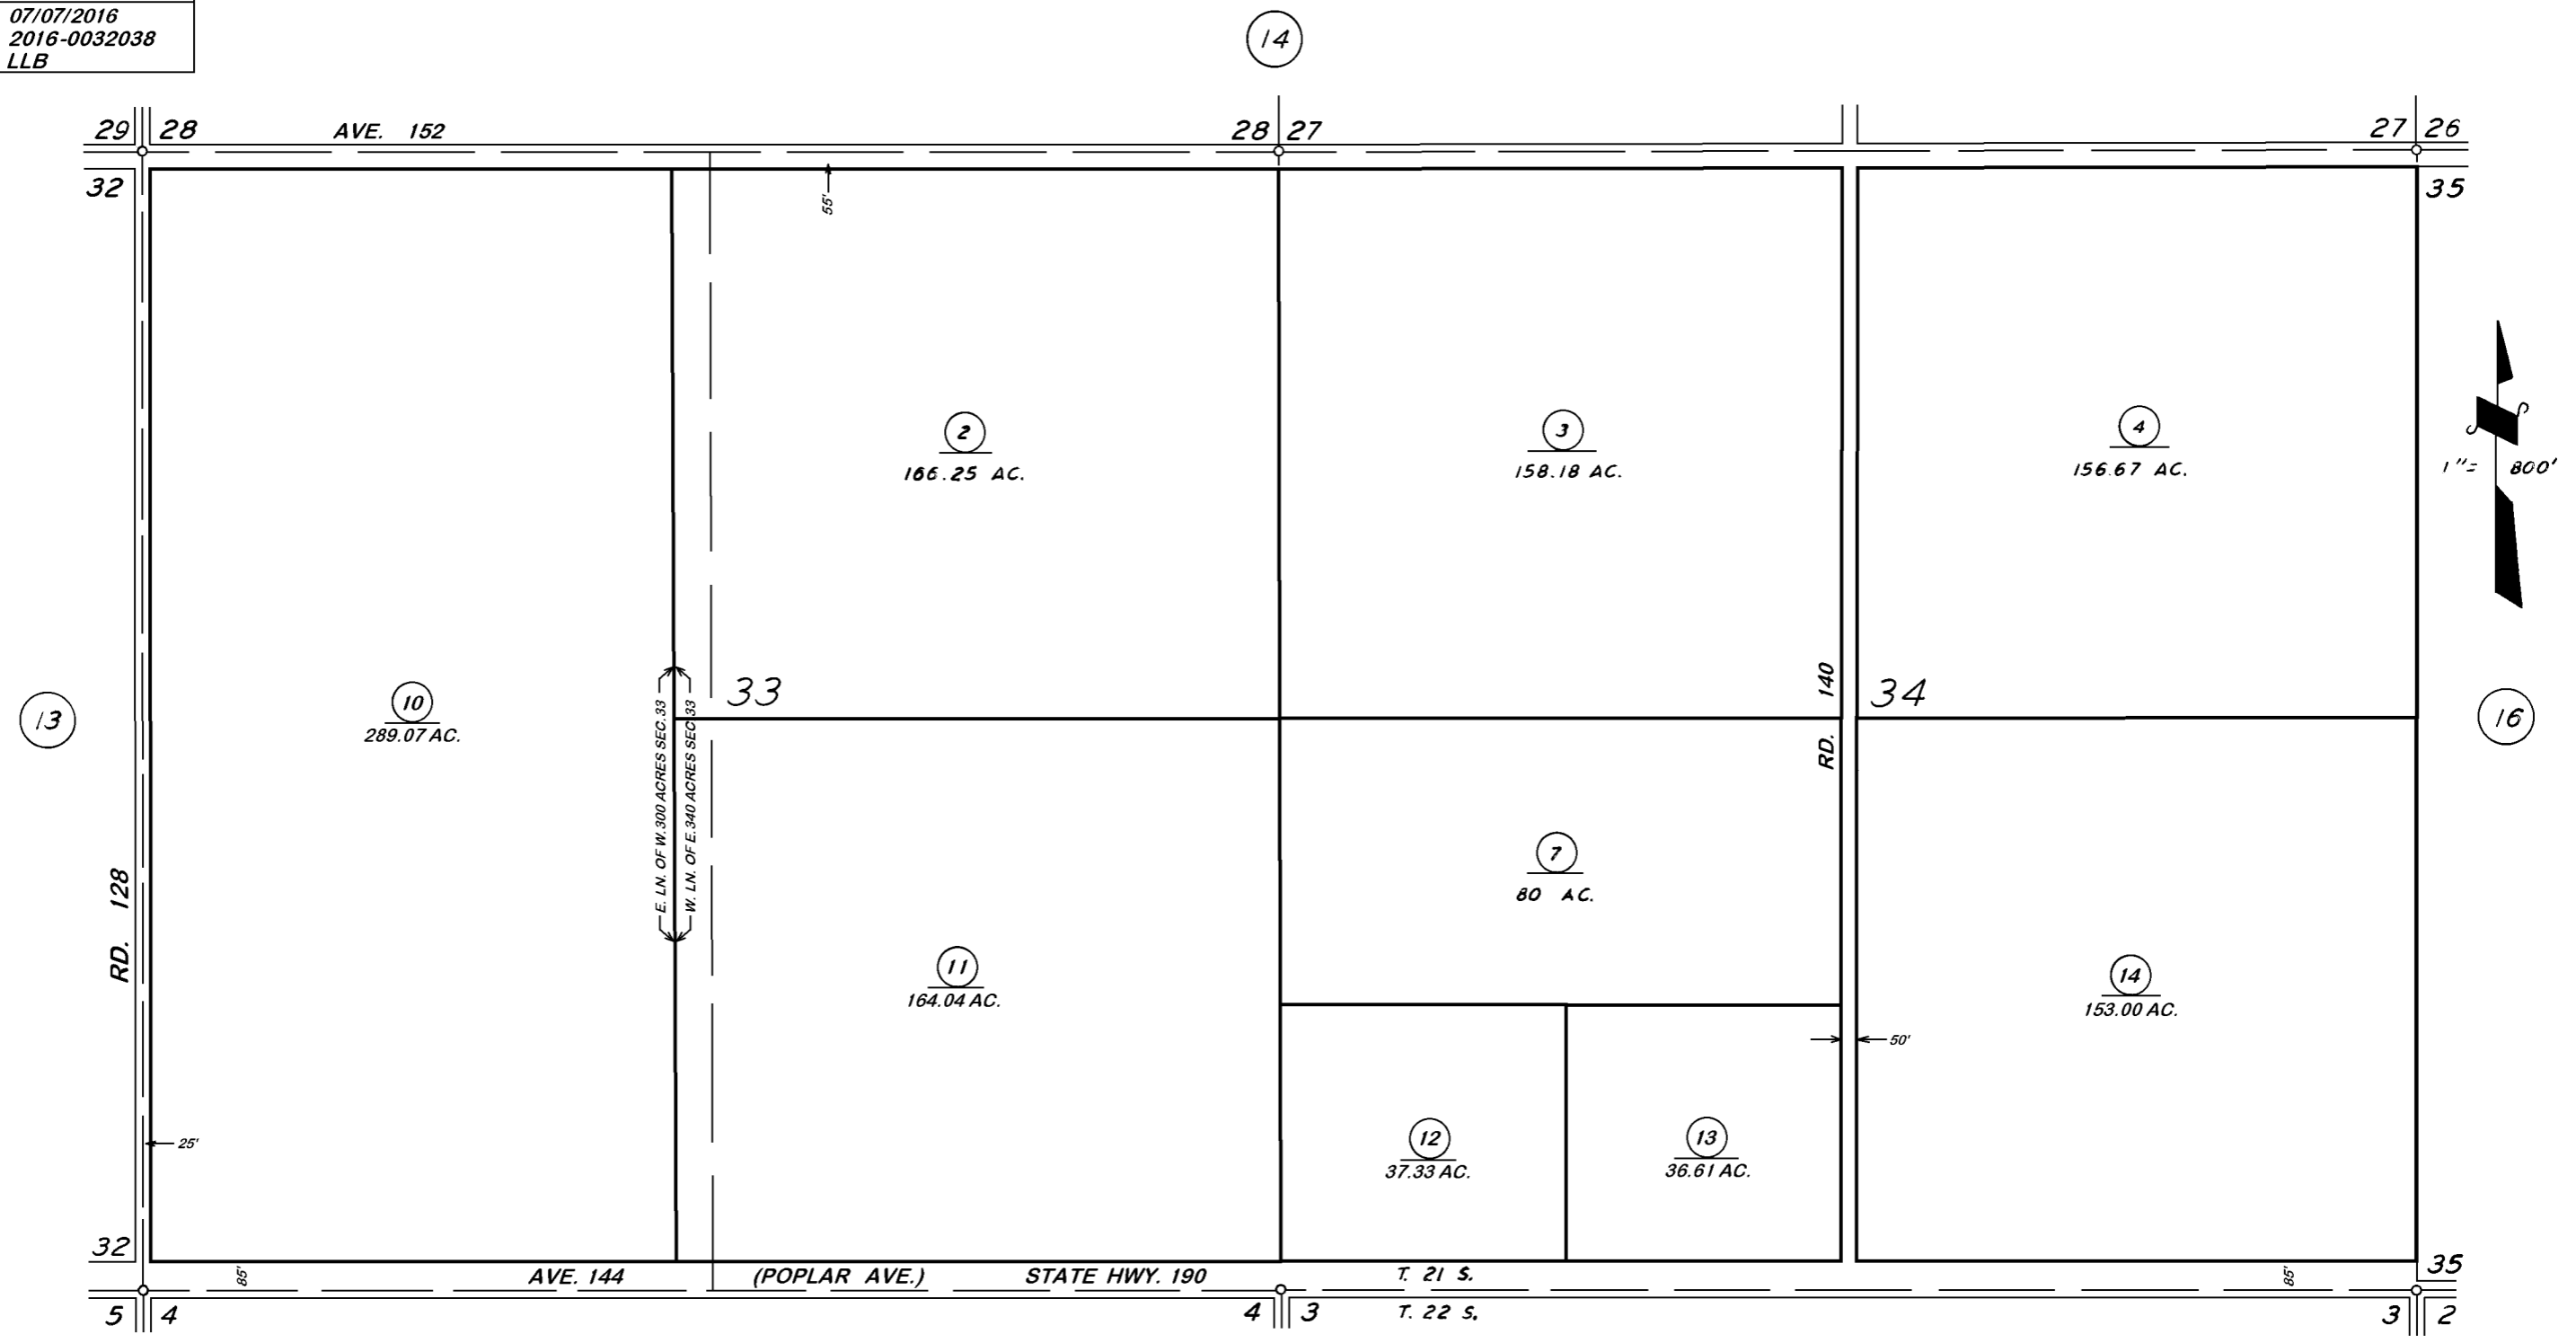 07/07/2016
2016-0032038
LLB
14
29 28
AVE. 152
28 27
27 26
32
35
55'
2
166.25 AC.
3
158.18 AC.
4
156.67 AC.
1"= 800'
10
289.07 AC.
E. LN. OF W.300 ACRES SEC.33
W. LN. OF E.340 ACRES SEC.33
33
RD. 140
34
13
16
7
80 AC.
RD. 128
11
164.04 AC.
14
153.00 AC.
50'
12
37.33 AC.
13
36.61 AC.
25'
32
85'
AVE. 144 (POPLAR AVE.) STATE HWY. 190
T. 21 S.
85'
35
5 4
4 3
T. 22 S.
3 2